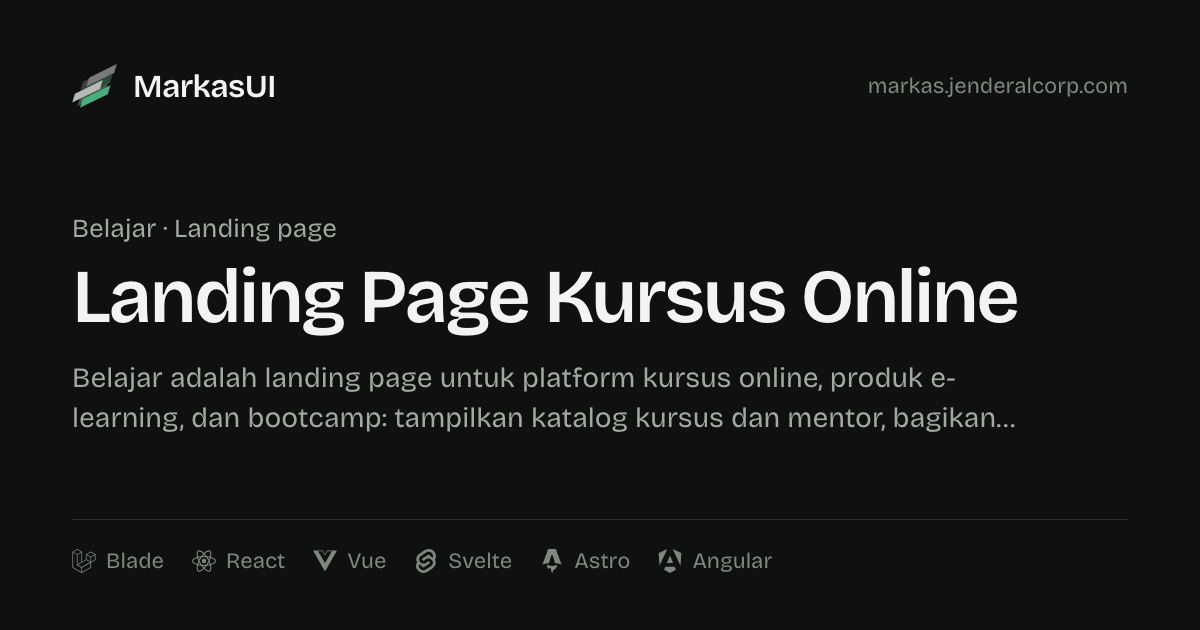 MarkasUI
markas.jenderalcorp.com
Belajar · Landing page
Landing Page Kursus Online
Belajar adalah landing page untuk platform kursus online, produk e-
learning, dan bootcamp: tampilkan katalog kursus dan mentor, bagikan...
Blade React Vue Svelte Astro Angular